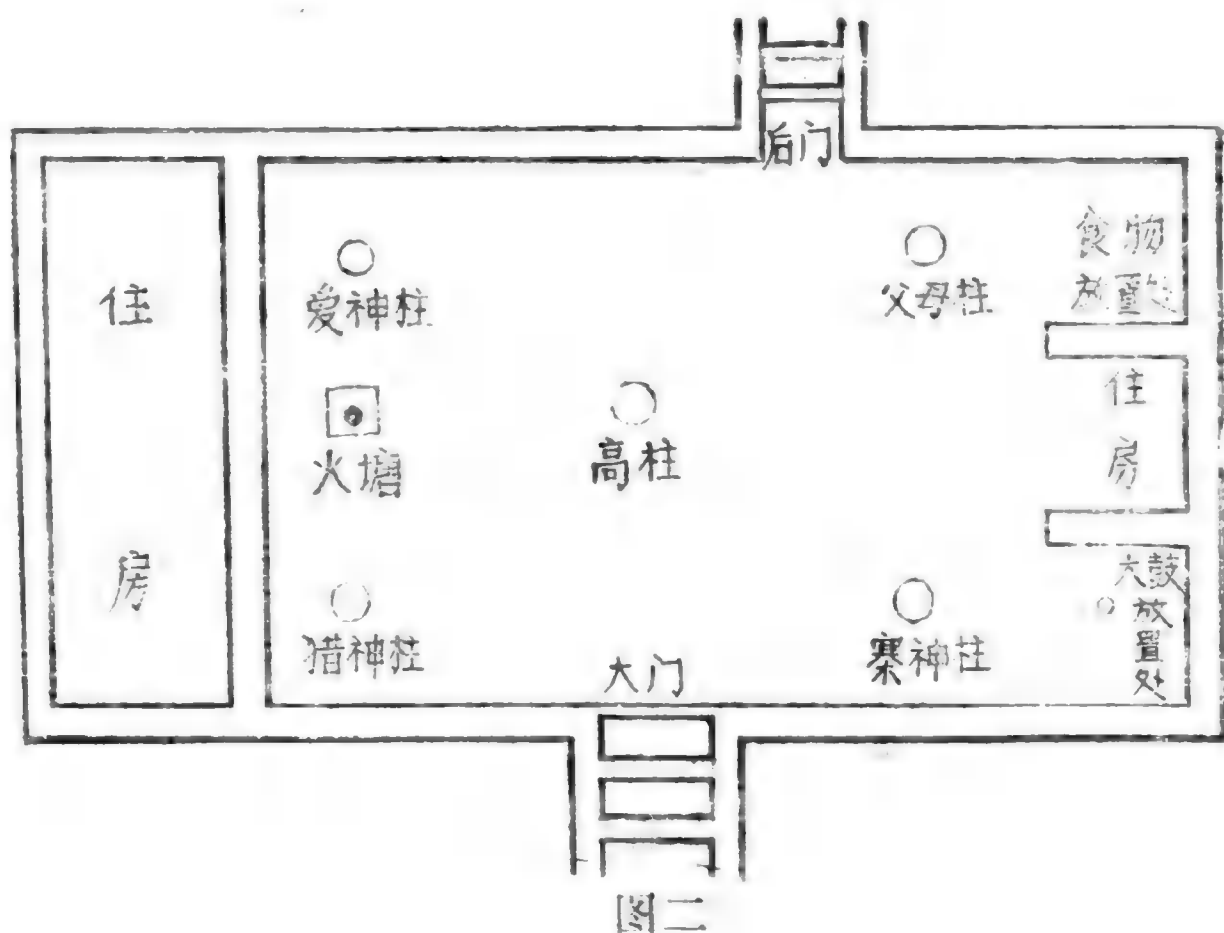 后门
食物
放置处
住
房
爱神柱
父母柱
火塘
高柱
住
房
猎神柱
寨神柱
大门
大鼓
放
置
处
图二